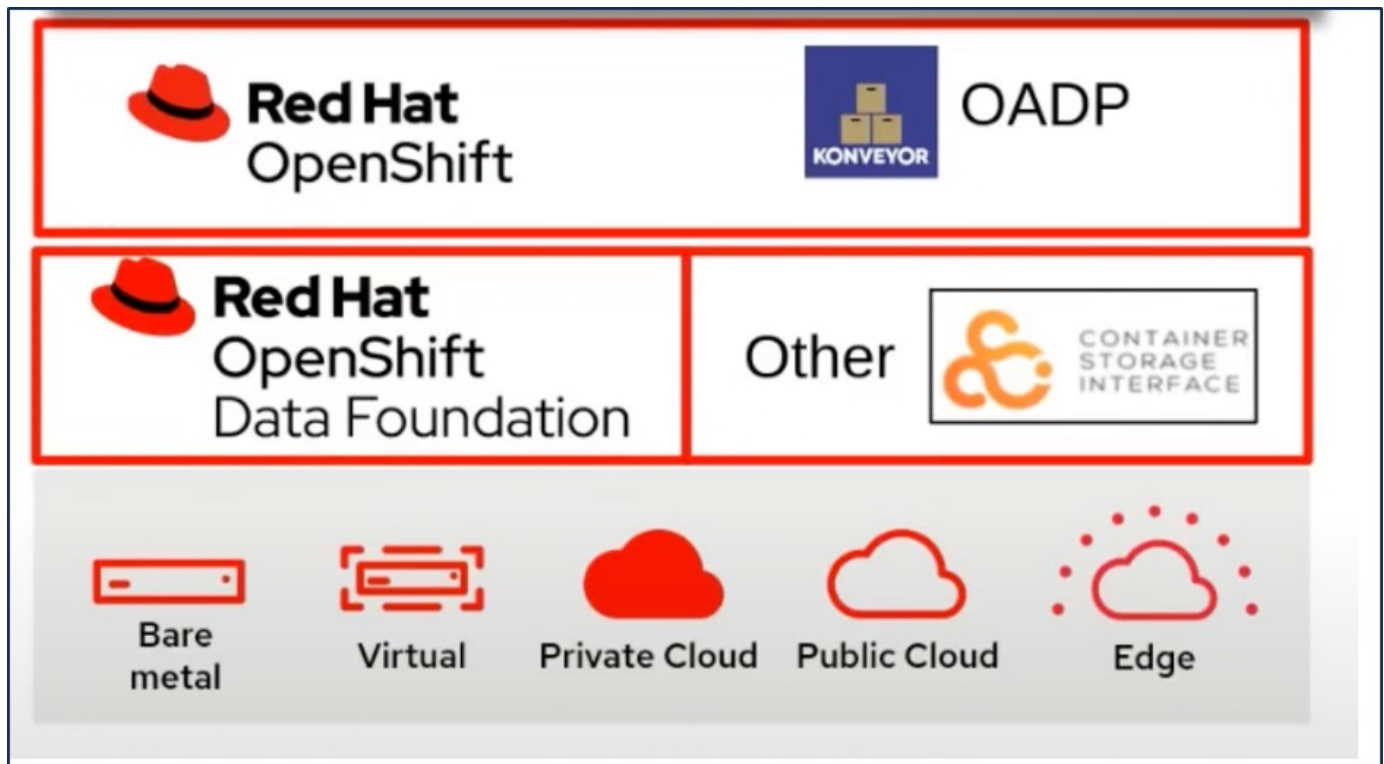 Red Hat
OpenShift
KONVEYOR
OADP
Red Hat
OpenShift
Data Foundation
Other
CONTAINER
STORAGE
INTERFACE
Bare
metal
Virtual
Private Cloud
Public Cloud
Edge